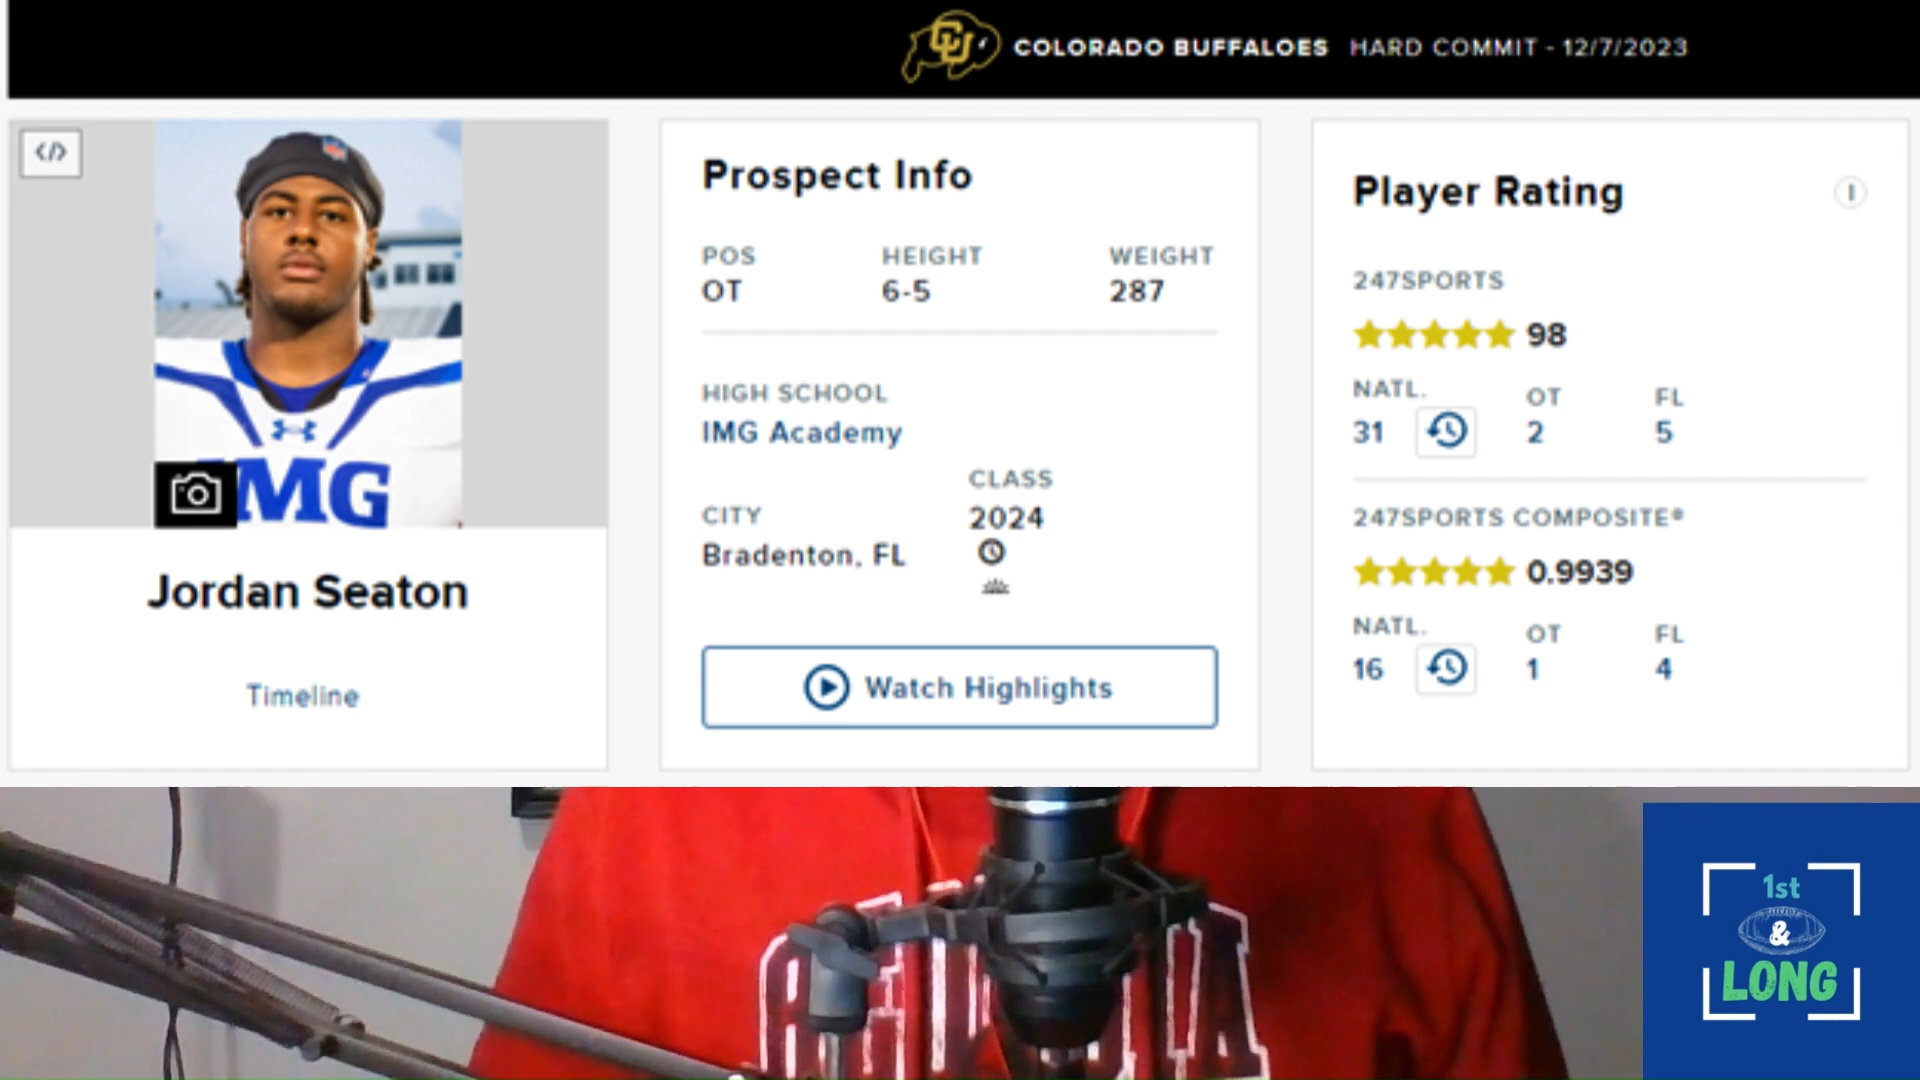 COLORADO BUFFALOES HARD COMMIT - 12/7/2023
</>
IMG
Jordan Seaton
Timeline
Prospect Info
POS HEIGHT WEIGHT
OT 6-5 287
HIGH SCHOOL
IMG Academy
CITY
Bradenton, FL
CLASS
2024
Watch Highlights
Player Rating
247SPORTS
98
NATL. OT FL
31 2 5
247SPORTS COMPOSITE®
0.9939
NATL. OT FL
16 1 4
1st
&
LONG